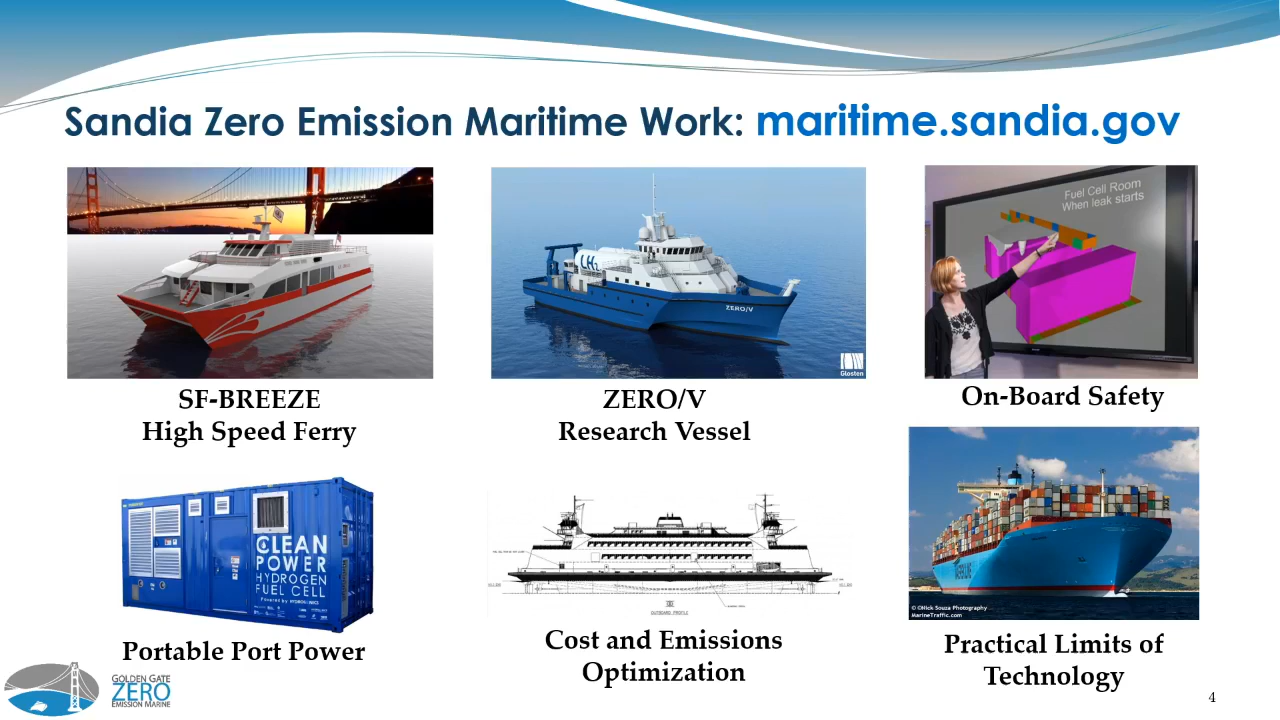 Sandia Zero Emission Maritime Work: maritime.sandia.gov
LH₂
ZERO/V
Glosten
Fuel Cell Room
When leak starts
SF-BREEZE
High Speed Ferry
ZERO/V
Research Vessel
On-Board Safety
CLEAN
POWER
HYDROGEN
FUEL CELL
OUTBOARD PROFILE
© ©Nick Souza Photography
MarineTraffic.com
Portable Port Power
Cost and Emissions
Optimization
Practical Limits of
Technology
GOLDEN GATE
ZERO
EMISSION MARINE
4